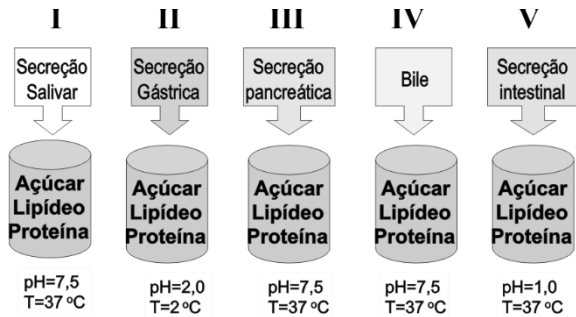 I II III IV V
Secreção Salivar
Secreção Gástrica
Secreção pancreática
Bile
Secreção intestinal
Açúcar Lipídeo Proteína
Açúcar Lipídeo Proteína
Açúcar Lipídeo Proteína
Açúcar Lipídeo Proteína
Açúcar Lipídeo Proteína
pH=7,5
T=37 ºC
pH=2,0
T=2 ºC
pH=7,5
T=37 ºC
pH=7,5
T=37 ºC
pH=1,0
T=37 ºC